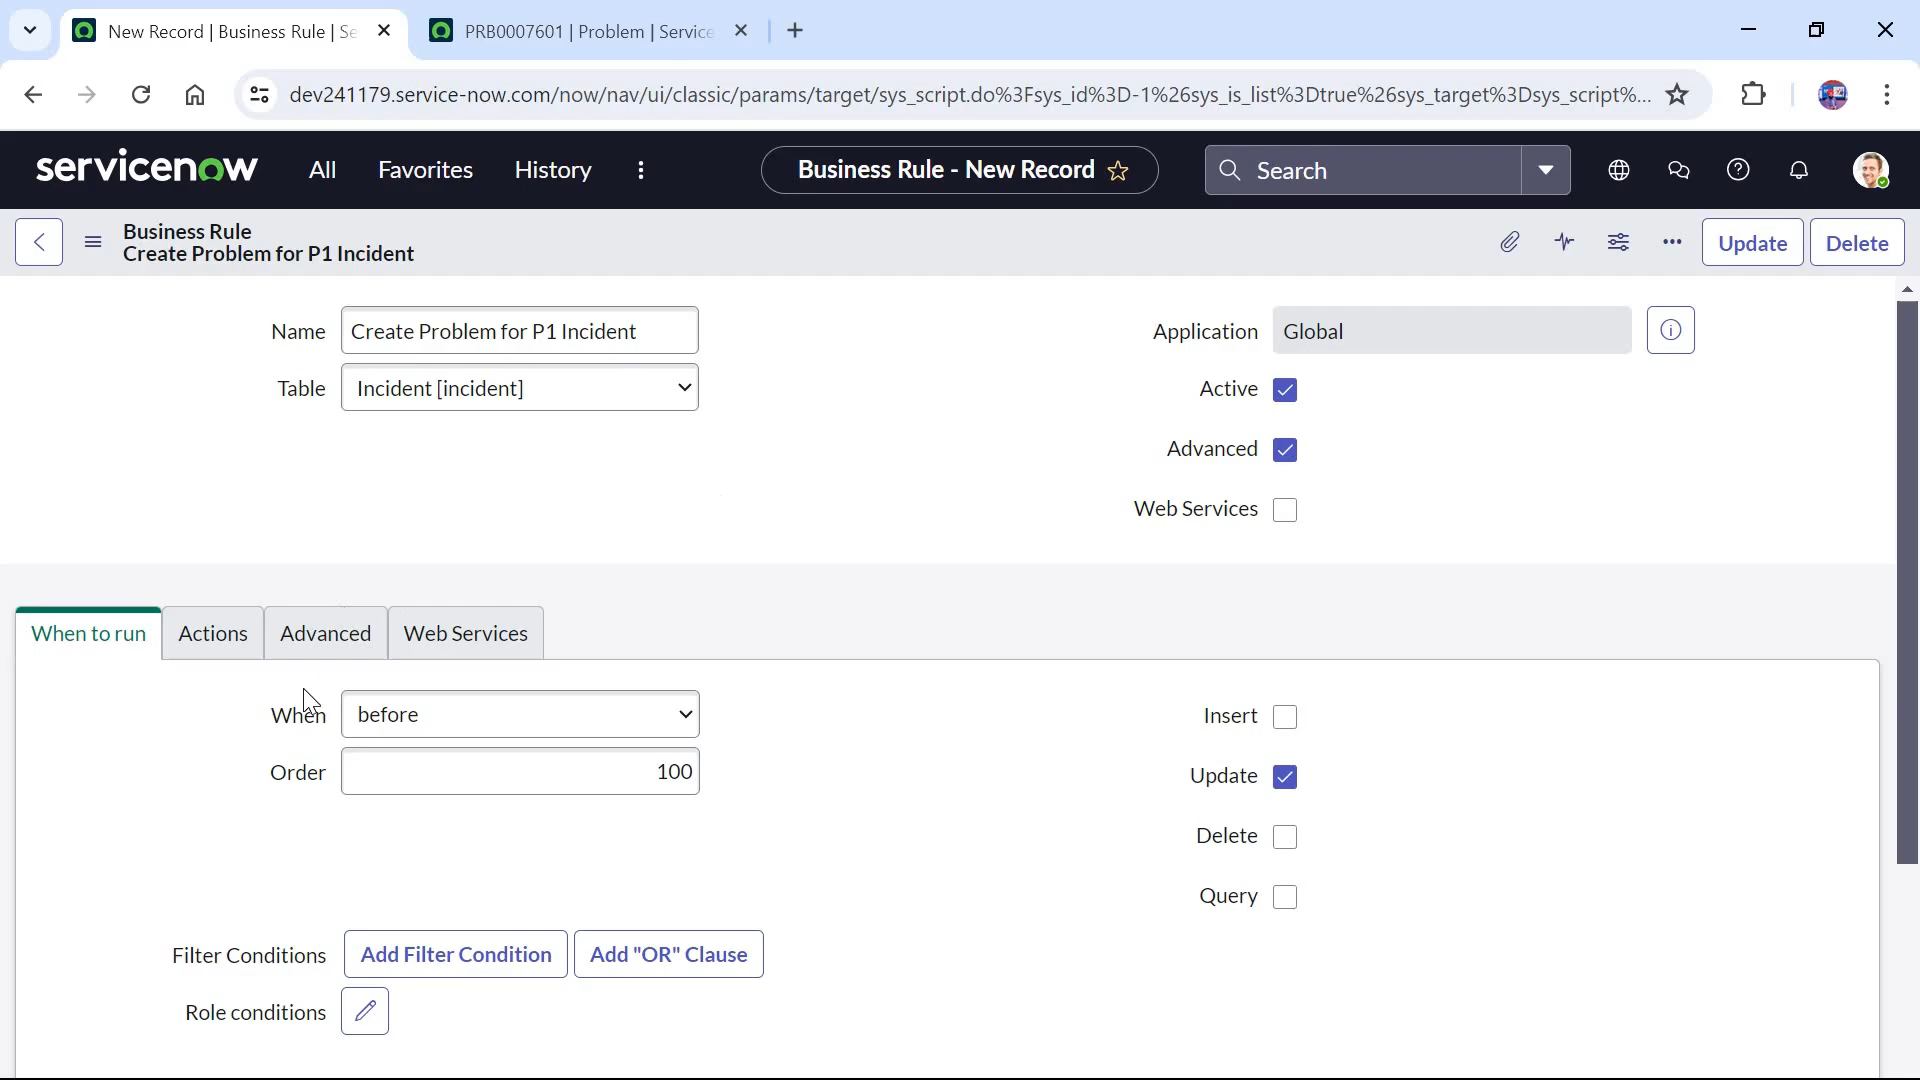 New Record | Business Rule | Se
PRB0007601 | Problem | Service
dev241179.service-now.com/now/nav/ui/classic/params/target/sys_script.do%3Fsys_id%3D-1%26sys_is_list%3Dtrue%26sys_target%3Dsys_script%...
servicenow
All
Favorites
History
Business Rule - New Record
Search
Business Rule
Create Problem for P1 Incident
Update
Delete
Name
Create Problem for P1 Incident
Application
Global
Table
Incident [incident]
Active
Advanced
Web Services
When to run
Actions
Advanced
Web Services
When
before
Insert
Order
100
Update
Delete
Query
Filter Conditions
Add Filter Condition
Add "OR" Clause
Role conditions